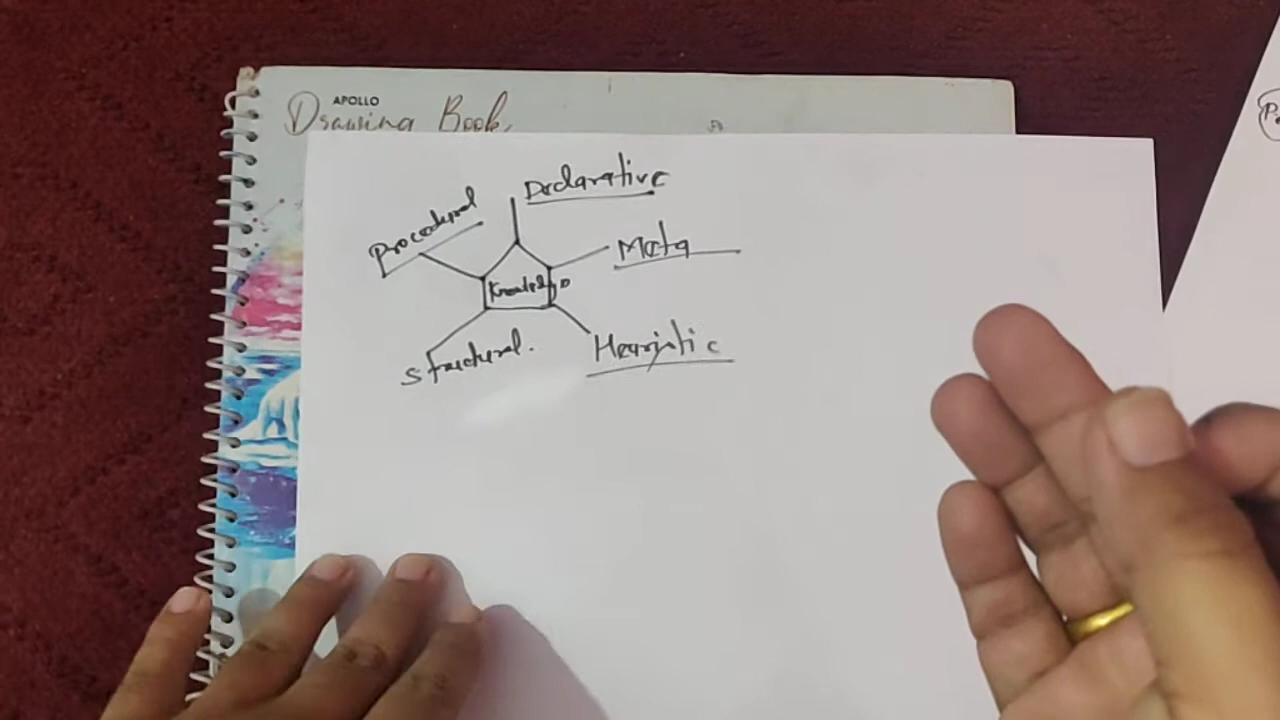 APOLLO
Drawing Book
Declarative
Procedural
Meta
Knowledge
Structural.
Heuristic